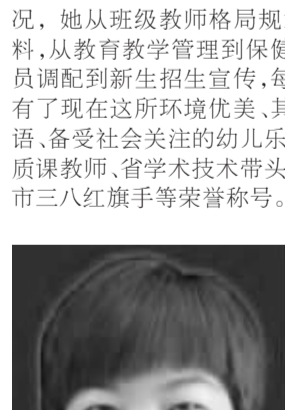 况，她从班级教师格局规
料，从教育教学管理到保健
员调配到新生招生宣传，每
有了现在这所环境优美、其
语、备受社会关注的幼儿乐
质课教师、省学术技术带头
市三八红旗手等荣誉称号。